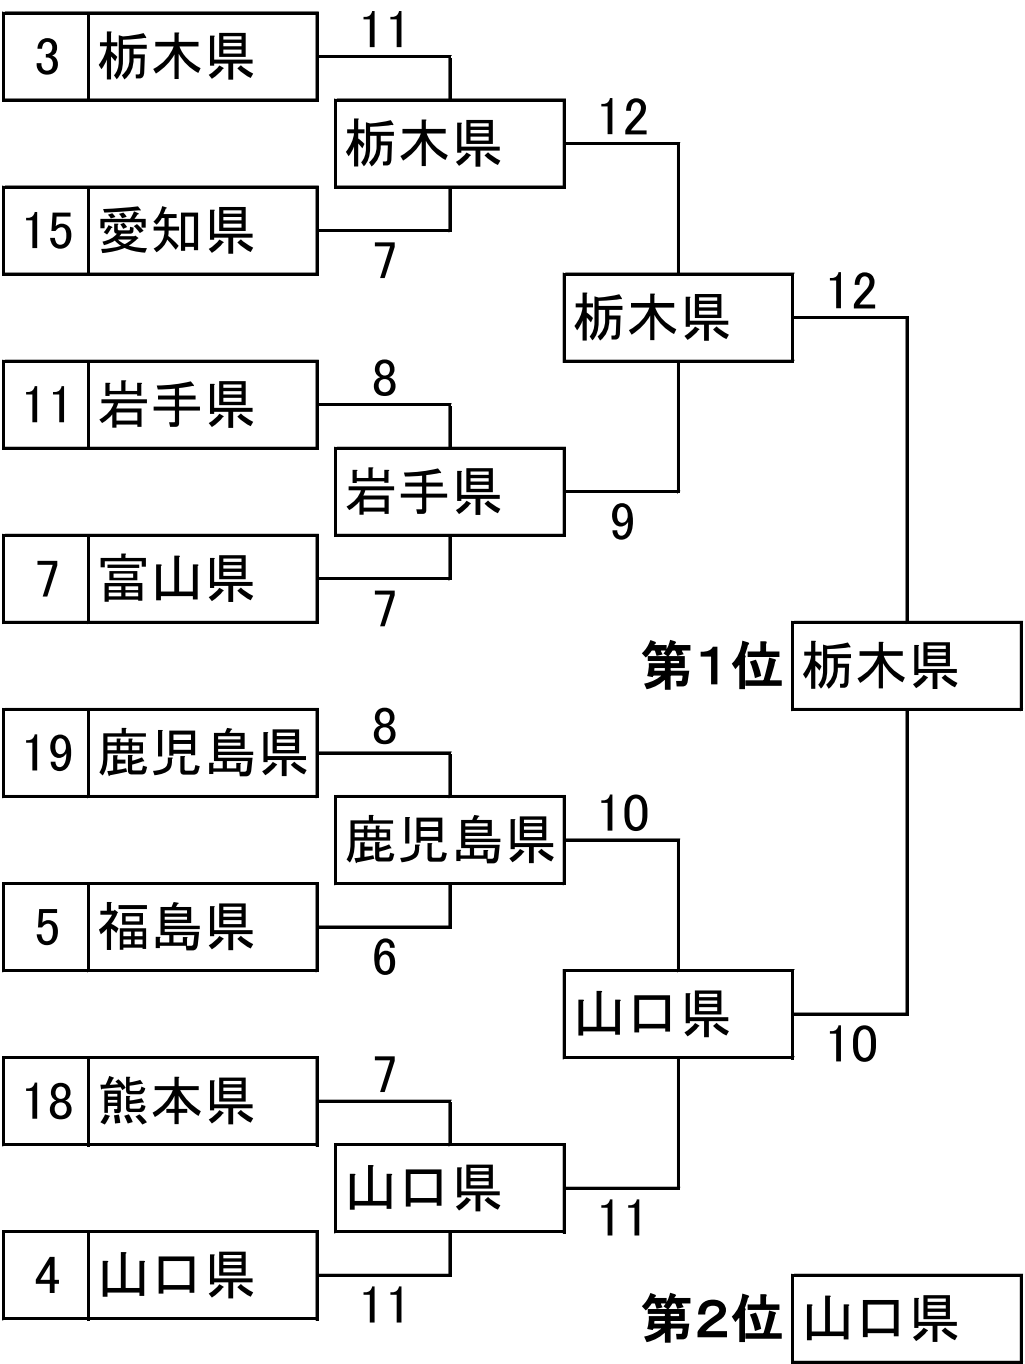 11
3 栃木県
12
栃木県
15 愛知県
7
12
栃木県
8
11 岩手県
岩手県
9
7 富山県
7
第1位 栃木県
8
19 鹿児島県
10
鹿児島県
5 福島県
6
山口県
10
7
18 熊本県
山口県
11
4 山口県
11
第2位 山口県